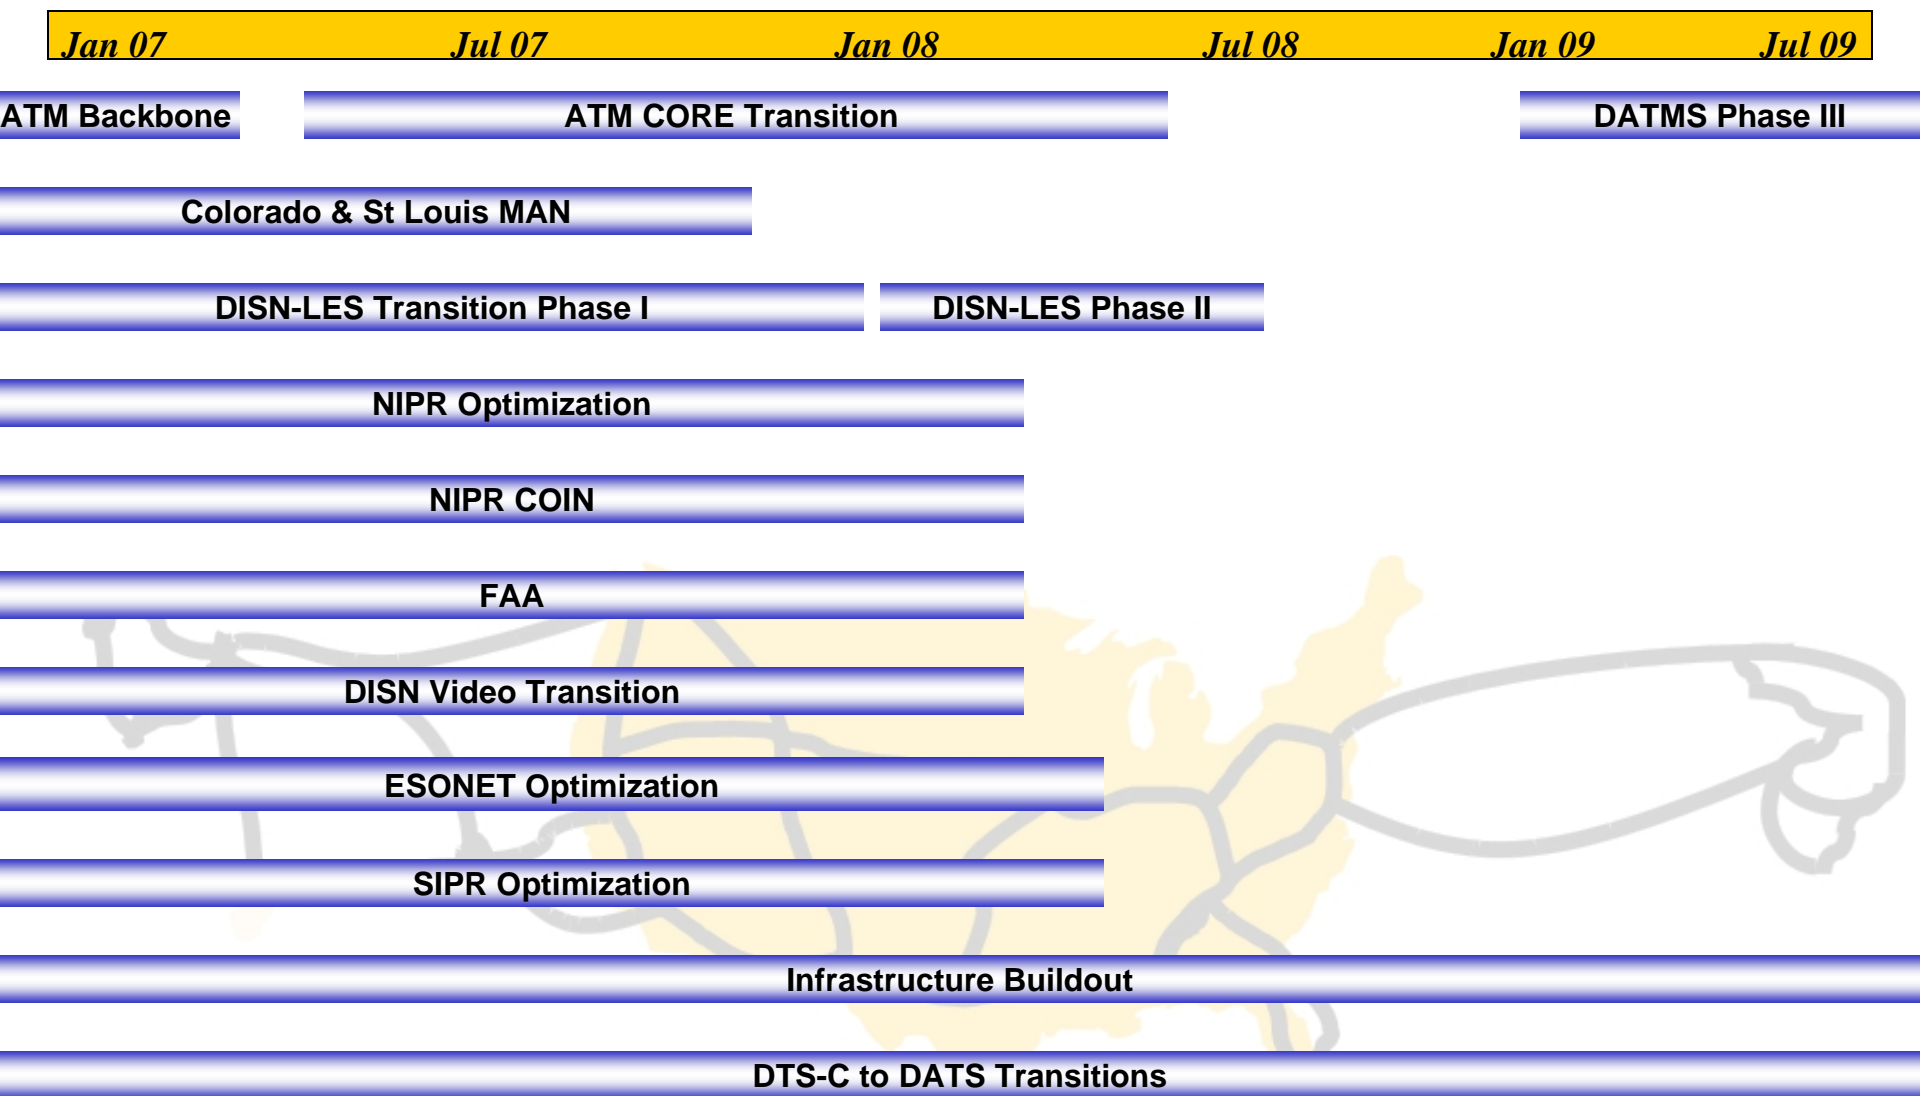 Jan 07 Jul 07 Jan 08 Jul 08 Jan 09 Jul 09
ATM Backbone ATM CORE Transition DATMS Phase III
Colorado & St Louis MAN
DISN-LES Transition Phase I DISN-LES Phase II
NIPR Optimization
NIPR COIN
FAA
DISN Video Transition
ESONET Optimization
SIPR Optimization
Infrastructure Buildout
DTS-C to DATS Transitions